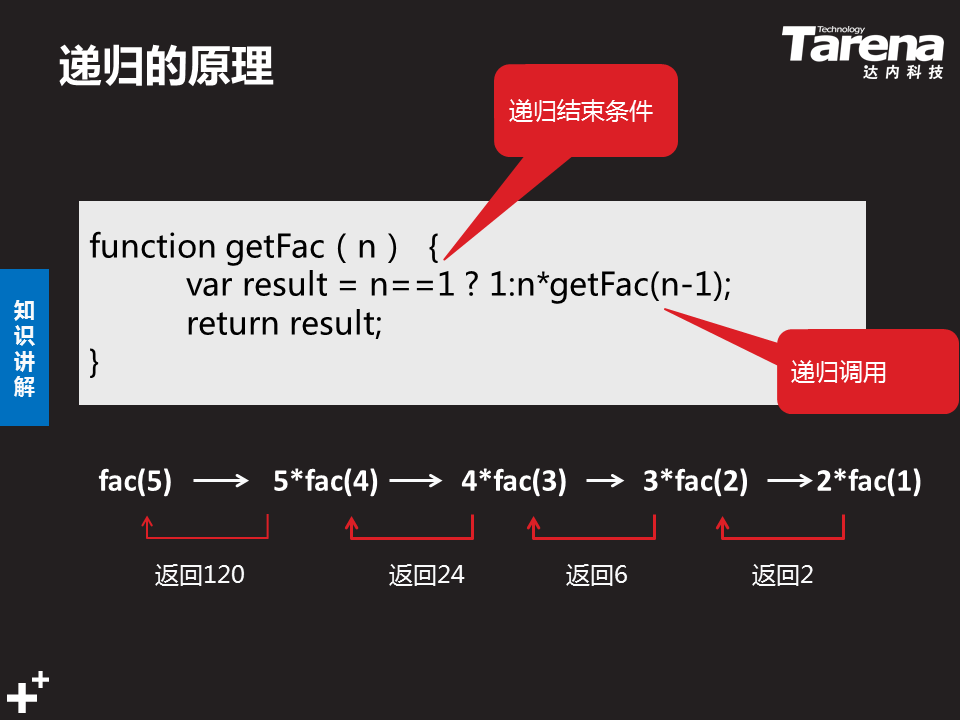 递归的原理
Technology
Tarena
达内科技
递归结束条件
function getFac（n） {
var result = n==1 ? 1:n*getFac(n-1);
return result;
}
递归调用
知识讲解
fac(5) → 5*fac(4) → 4*fac(3) → 3*fac(2) → 2*fac(1)
返回120 返回24 返回6 返回2